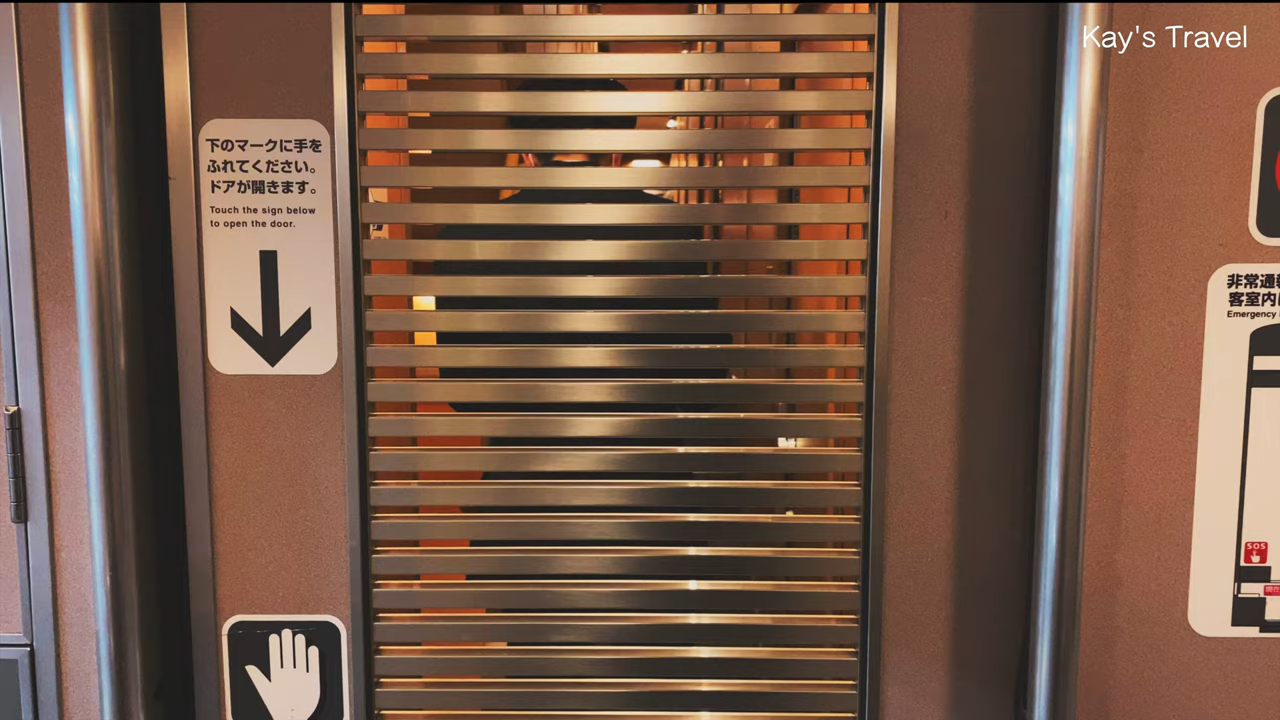 Kay's Travel
下のマークに手を
ふれてください。
ドアが開きます。
Touch the sign below
to open the door.
非常通
客室内
Emergency
SOS